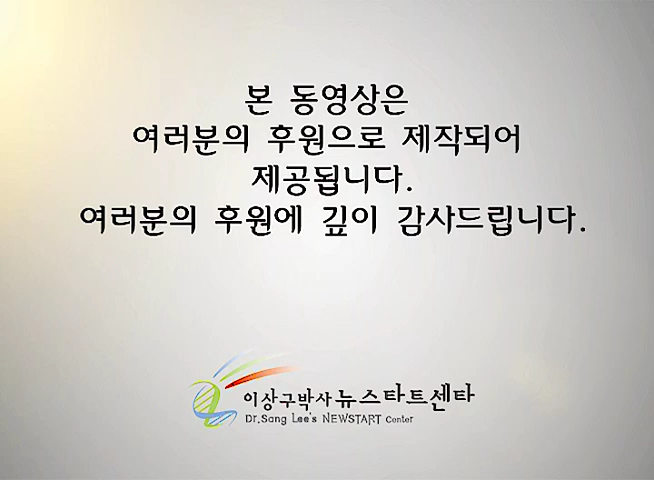 본 동영상은
여러분의 후원으로 제작되어
제공됩니다.
여러분의 후원에 깊이 감사드립니다.
이상구박사 뉴스타트센타
Dr.Sang Lee's NEWSTART Center